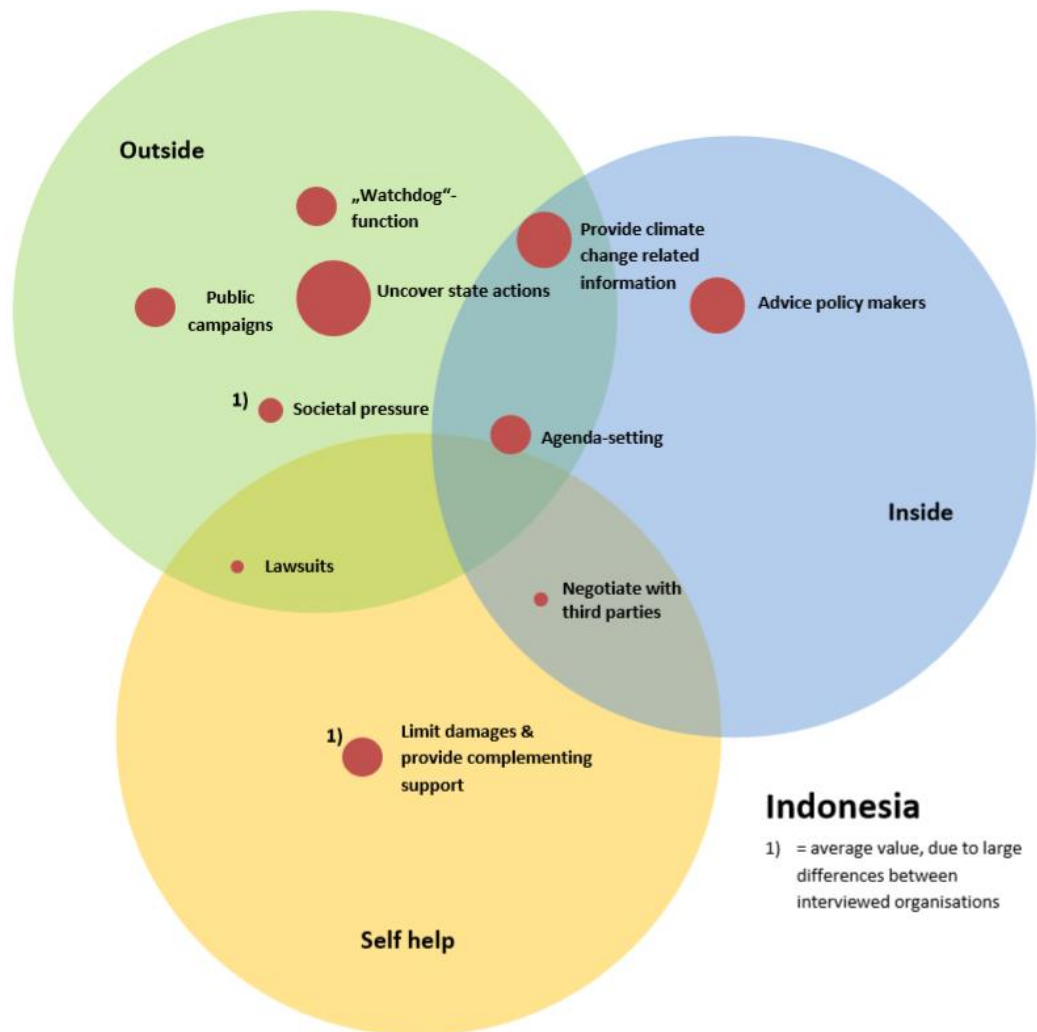 Outside
„Watchdog“-
function
Provide climate
change related
information
Uncover state actions
Advice policy makers
Public
campaigns
1)
Societal pressure
Agenda-setting
Inside
Lawsuits
Negotiate with
third parties
1)
Limit damages &
provide complementing
support
Indonesia
1) = average value, due to large
differences between
interviewed organisations
Self help